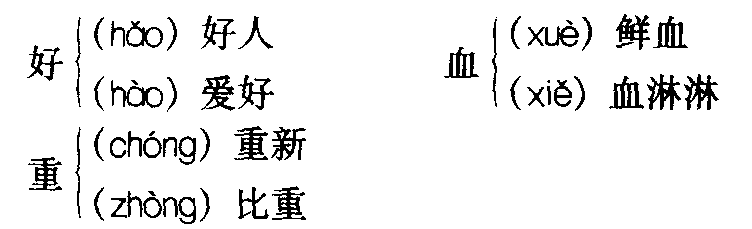 好 (hǎo) 好人
(hào) 爱好
血 (xuè) 鲜血
(xiě) 血淋淋
重 (chóng) 重新
(zhòng) 比重